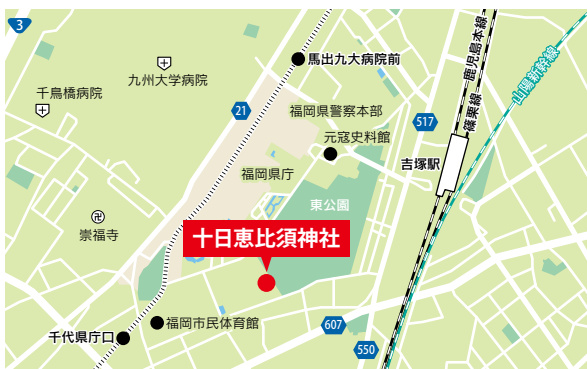 3
馬出九大病院前
九州大学病院
千鳥橋病院
21
福岡県警察本部
元寇史料館
517
鹿児島本線
篠栗線
山陽新幹線
吉塚駅
福岡県庁
東公園
崇福寺
十日恵比須神社
福岡市民体育館
千代県庁口
607
550